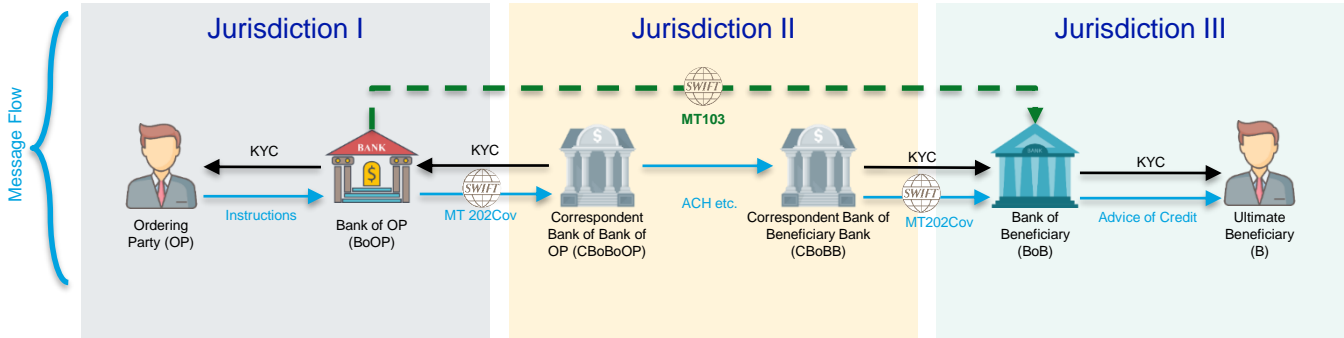 Jurisdiction I
Jurisdiction II
Jurisdiction III
Message Flow
SWIFT
MT103
BANK
KYC
KYC
KYC
KYC
BANK
SWIFT
SWIFT
Instructions
MT 202Cov
ACH etc.
MT202Cov
Advice of Credit
Ordering
Party (OP)
Bank of OP
(BoOP)
Correspondent
Bank of Bank of
OP (CBoBoOP)
Correspondent Bank of
Beneficiary Bank
(CBoBB)
Bank of
Beneficiary
(BoB)
Ultimate
Beneficiary
(B)